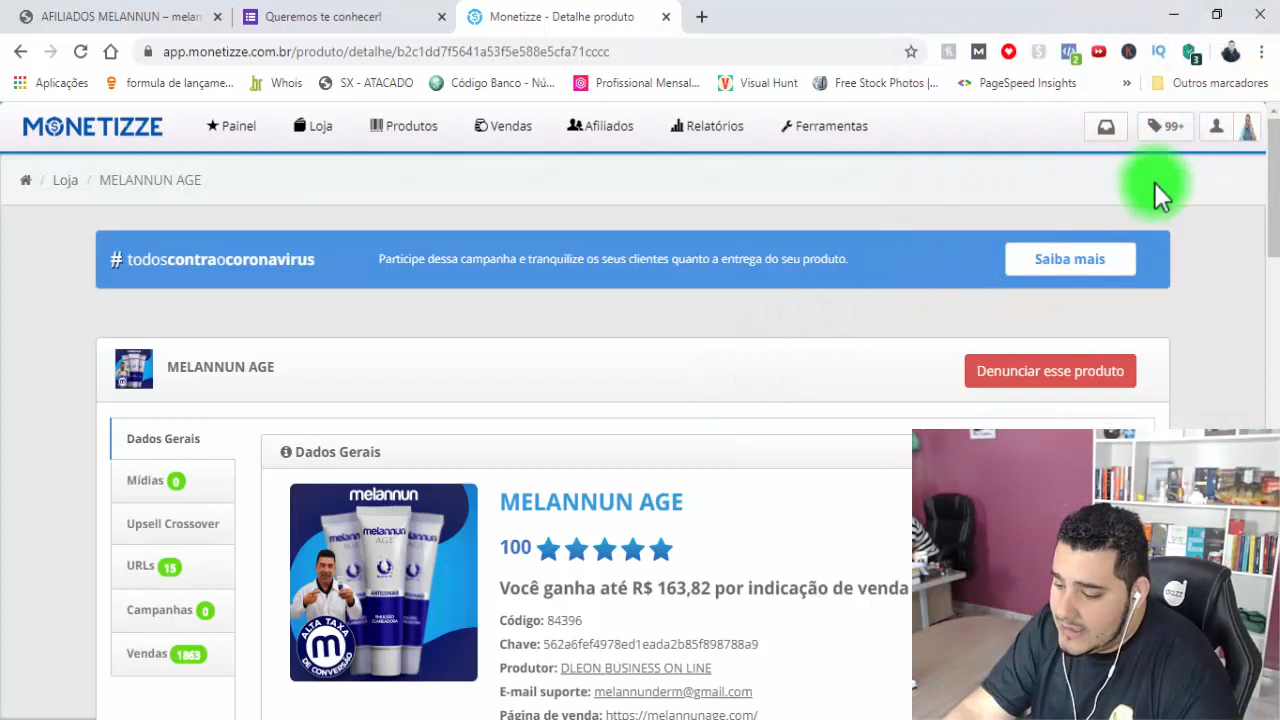 AFILIADOS MELANNUN – melan
Queremos te conhecer!
Monetizze - Detalhe produto
app.monetizze.com.br/produto/detalhe/b2c1dd7f5641a53f5e588e5cfa71cccc
Aplicações
formula de lançame...
Whois
SX - ATACADO
Código Banco - Nú...
Profissional Mensal...
Visual Hunt
Free Stock Photos |...
PageSpeed Insights
»
Outros marcadores
MONETIZZE
Painel
Loja
Produtos
Vendas
Afiliados
Relatórios
Ferramentas
99+
/ Loja / MELANNUN AGE
# todoscontraocoronavirus
Participe dessa campanha e tranquilize os seus clientes quanto a entrega do seu produto.
Saiba mais
MELANNUN AGE
Denunciar esse produto
Dados Gerais
Mídias 0
Upsell Crossover
URLs 15
Campanhas 0
Vendas 1863
Dados Gerais
melannun
melannun
AGE
ALTA TAXA
DE CONVERSÃO
MELANNUN AGE
100
Você ganha até R$ 163,82 por indicação de venda
Código: 84396
Chave: 562a6fef4978ed1eada2b85f898788a9
Produtor: DLEON BUSINESS ON LINE
E-mail suporte: melannunderm@gmail.com
Página de venda: https://melannunage.com/